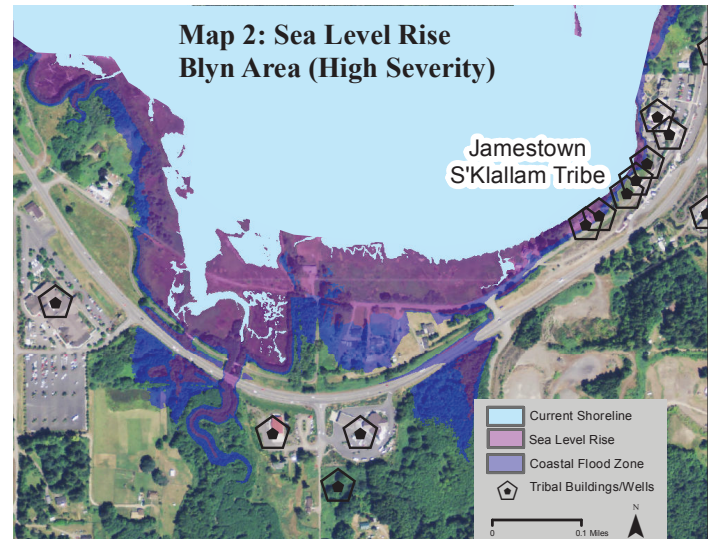 Map 2: Sea Level Rise
Blyn Area (High Severity)
Jamestown
S'Klallam Tribe
Current Shoreline
Sea Level Rise
Coastal Flood Zone
Tribal Buildings/Wells
N
0 0.1 Miles